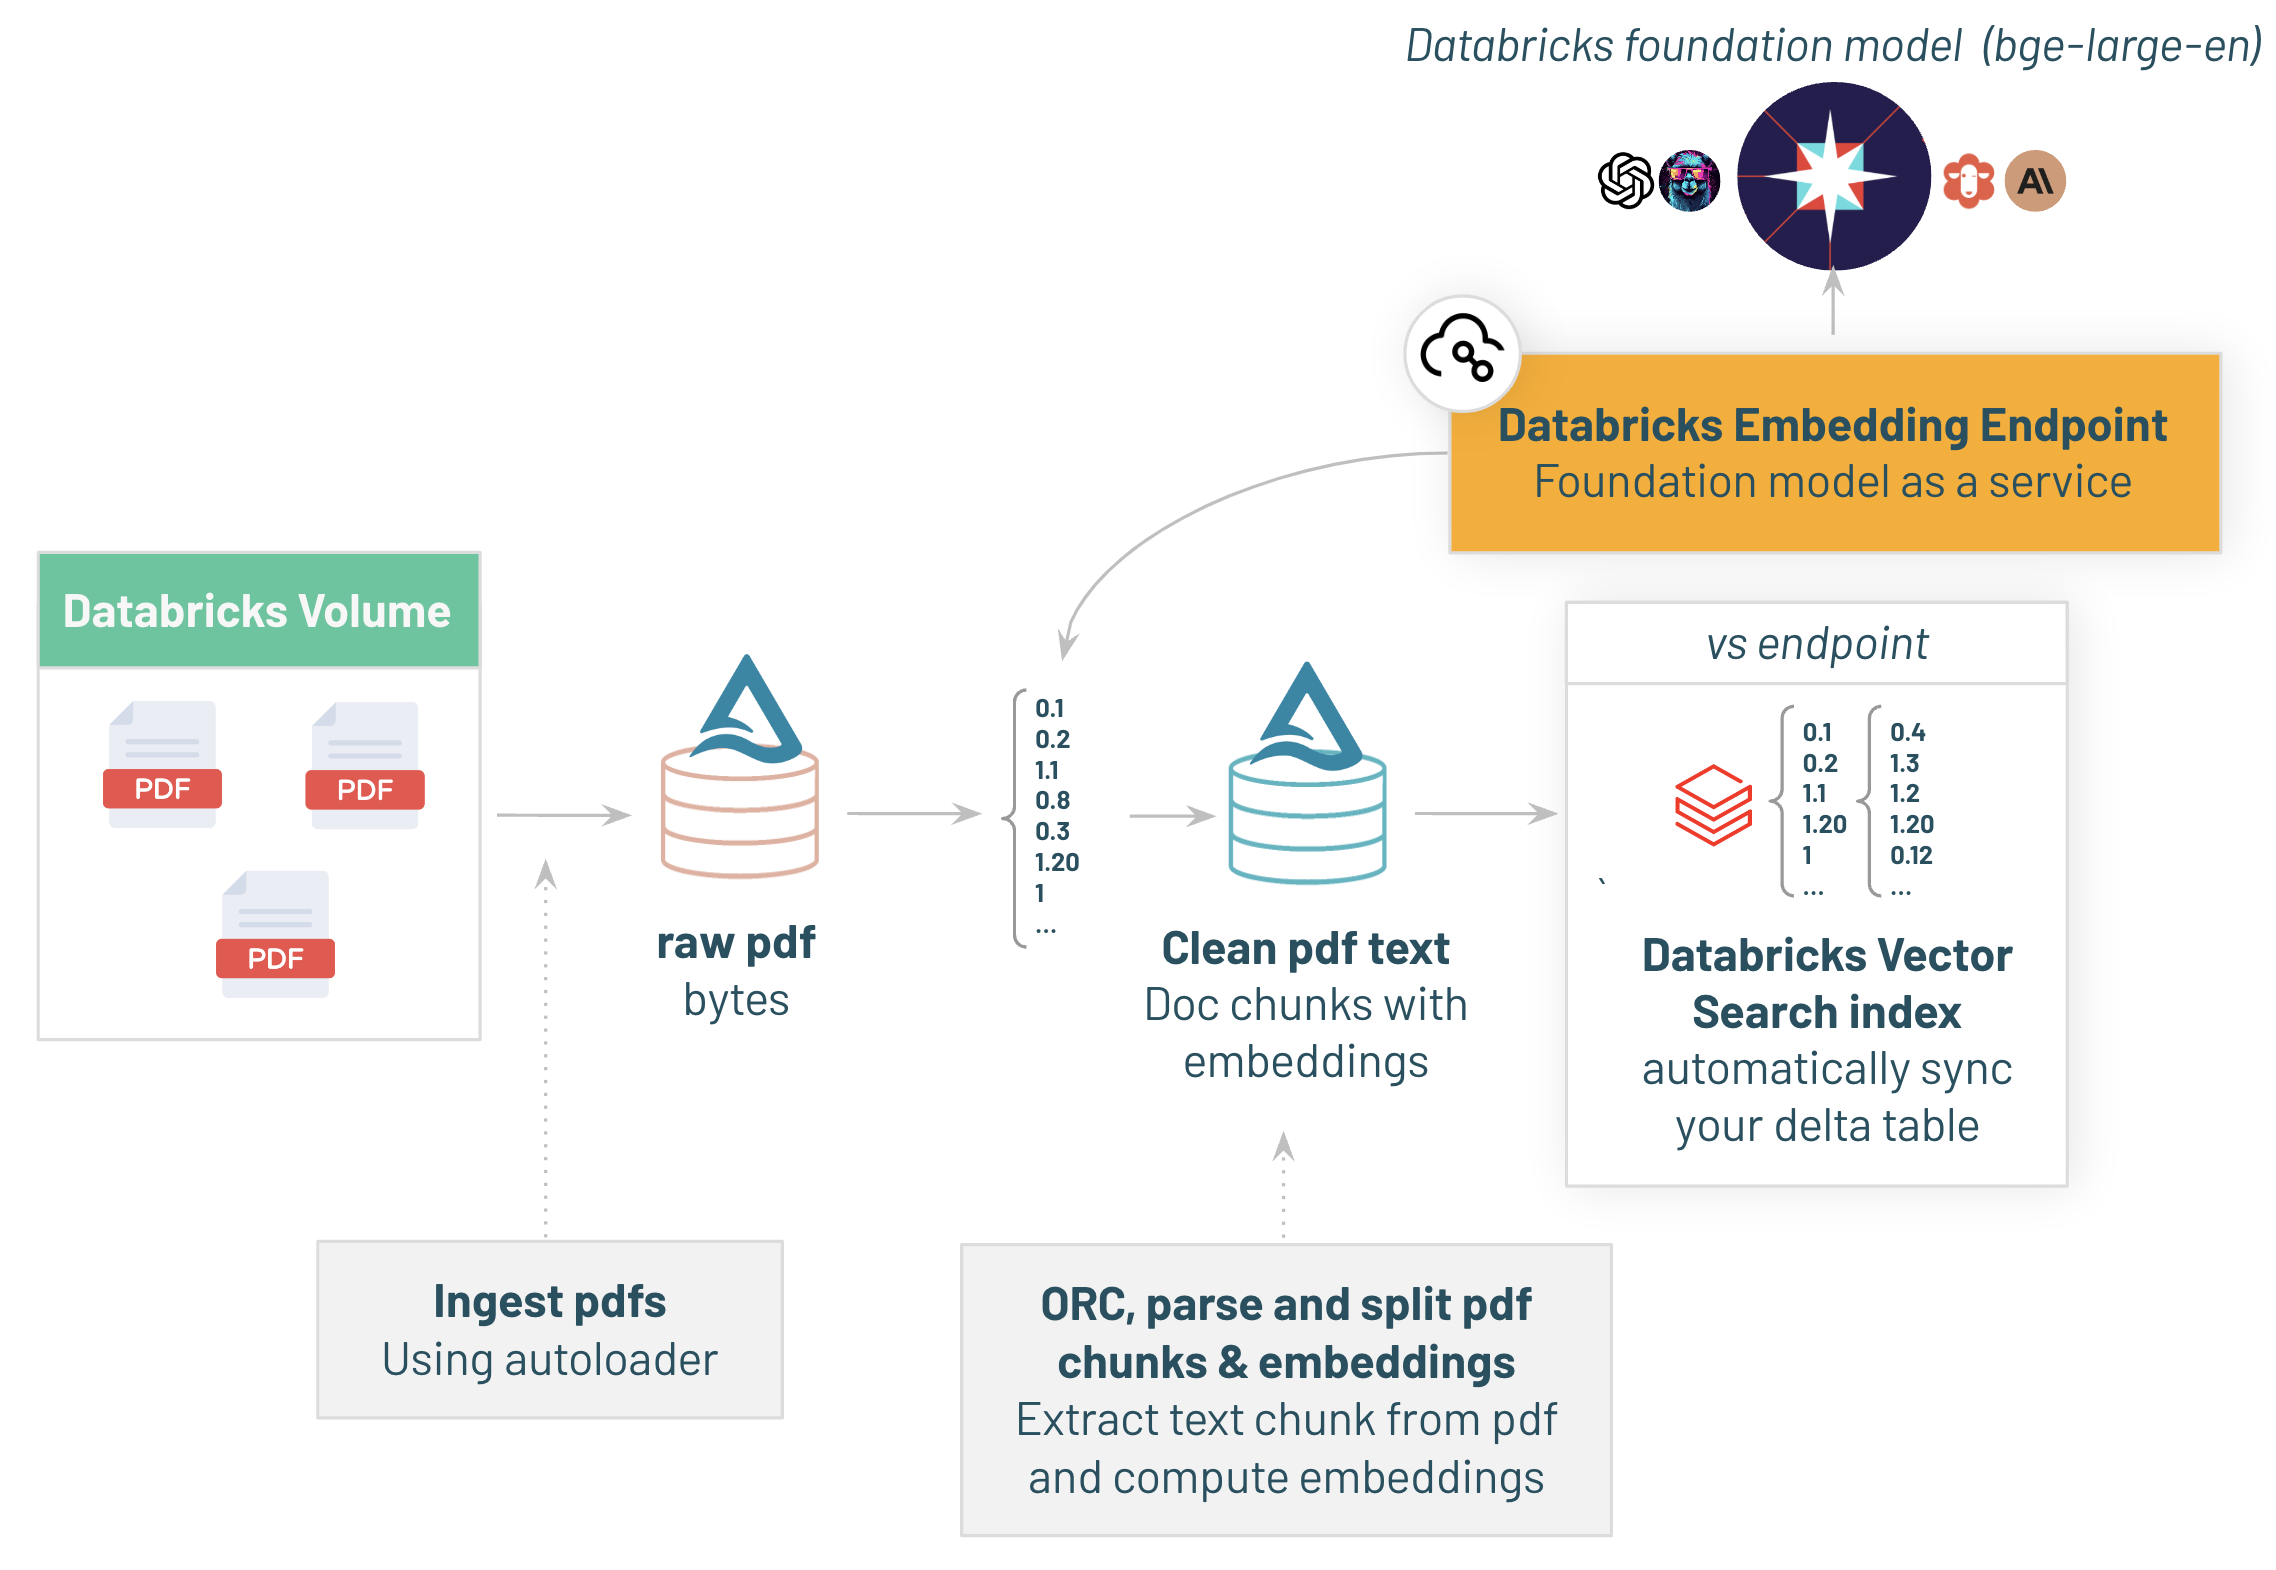 Databricks foundation model (bge-large-en)
A\
Databricks Embedding Endpoint
Foundation model as a service
Databricks Volume
PDF
PDF
PDF
raw pdf
bytes
0.1
0.2
1.1
0.8
0.3
1.20
1
...
Clean pdf text
Doc chunks with
embeddings
vs endpoint
0.1
0.2
1.1
1.20
1
...
0.4
1.3
1.2
1.20
0.12
...
`
Databricks Vector
Search index
automatically sync
your delta table
Ingest pdfs
Using autoloader
ORC, parse and split pdf
chunks & embeddings
Extract text chunk from pdf
and compute embeddings